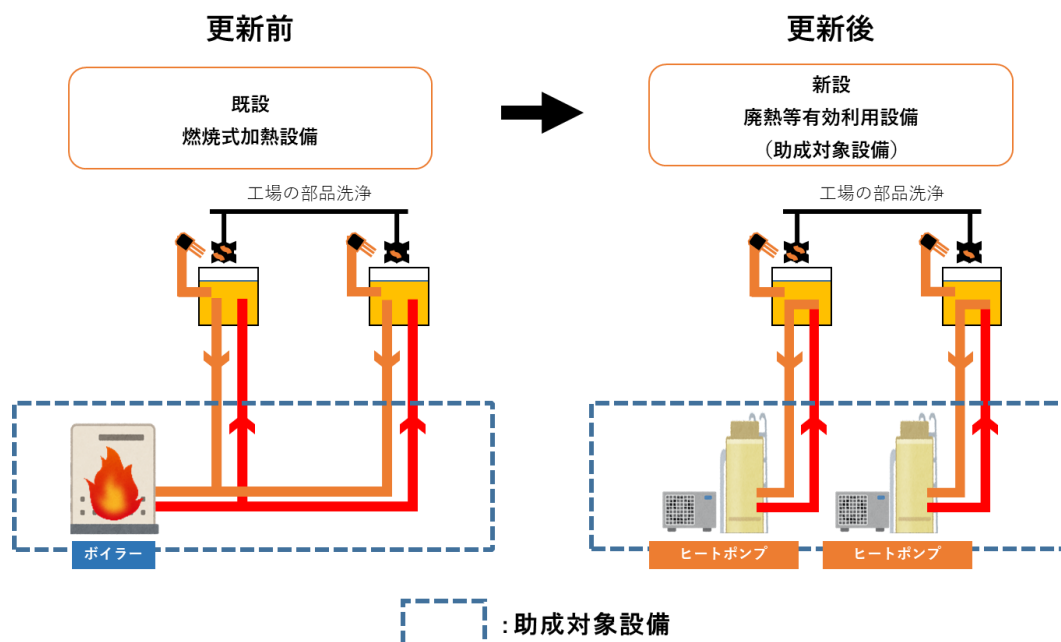 更新前
更新後
既設
燃焼式加熱設備
新設
廃熱等有効利用設備
（助成対象設備）
工場の部品洗浄
工場の部品洗浄
ボイラー
ヒートポンプ
ヒートポンプ
：助成対象設備